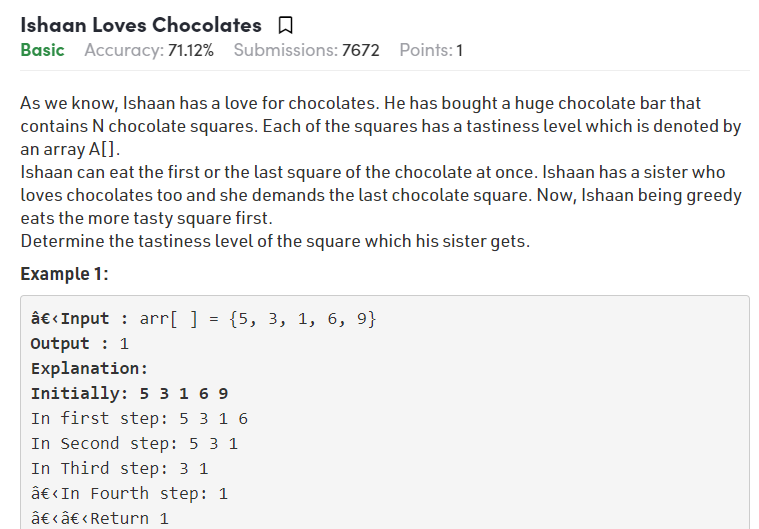 Ishaan Loves Chocolates
Basic Accuracy: 71.12% Submissions: 7672 Points: 1
As we know, Ishaan has a love for chocolates. He has bought a huge chocolate bar that
contains N chocolate squares. Each of the squares has a tastiness level which is denoted by
an array A[].
Ishaan can eat the first or the last square of the chocolate at once. Ishaan has a sister who
loves chocolates too and she demands the last chocolate square. Now, Ishaan being greedy
eats the more tasty square first.
Determine the tastiness level of the square which his sister gets.
Example 1:
â€‹Input : arr[ ] = {5, 3, 1, 6, 9}
Output : 1
Explanation:
Initially: 5 3 1 6 9
In first step: 5 3 1 6
In Second step: 5 3 1
In Third step: 3 1
â€‹In Fourth step: 1
â€‹â€‹Return 1